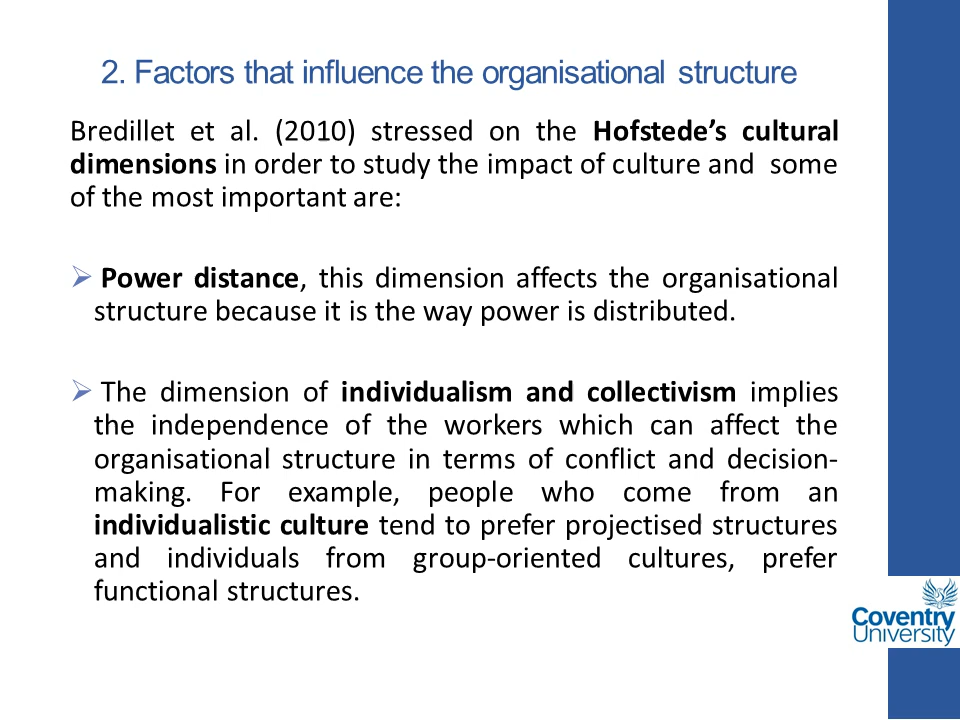 2. Factors that influence the organisational structure
Bredillet et al. (2010) stressed on the Hofstede’s cultural
dimensions in order to study the impact of culture and  some
of the most important are:
➢ Power distance, this dimension affects the organisational
structure because it is the way power is distributed.
➢ The dimension of individualism and collectivism implies
the independence of the workers which can affect the
organisational structure in terms of conflict and decision-
making. For example, people who come from an
individualistic culture tend to prefer projectised structures
and individuals from group-oriented cultures, prefer
functional structures.
Coventry
University